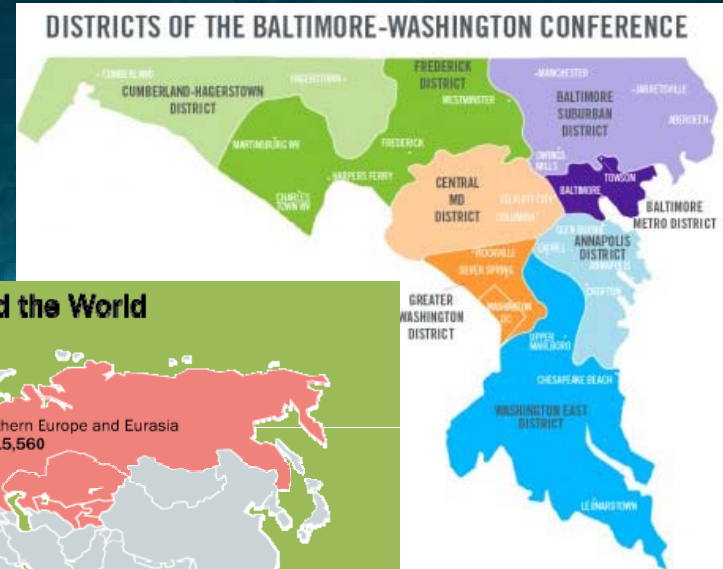 DISTRICTS OF THE BALTIMORE-WASHINGTON CONFERENCE
CUMBERLAND
CUMBERLAND-HAGERSTOWN
DISTRICT
HAGERSTOWN
FREDERICK
DISTRICT
WESTMINSTER
MANCHESTER
BALTIMORE
SUBURBAN
DISTRICT
JARRETSVILLE
ABERDEEN
MARTINSBURG WV
FREDERICK
HARPERS FERRY
CHARLES
TOWN WV
CENTRAL
MD
DISTRICT
ELLICOTT CITY
COLUMBIA
OWINGS
MILLS
TOWSON
BALTIMORE
BALTIMORE
METRO DISTRICT
GLEN BURNIE
ANNAPOLIS
DISTRICT
ANNAPOLIS
LAUREL
CROFTON
ROCKVILLE
SILVER SPRING
WASHINGTON
DC
GREATER
WASHINGTON
DISTRICT
UPPER
MARLBORO
CHESAPEAKE BEACH
WASHINGTON EAST
DISTRICT
LEONARDTOWN
d the World
hern Europe and Eurasia
5,560